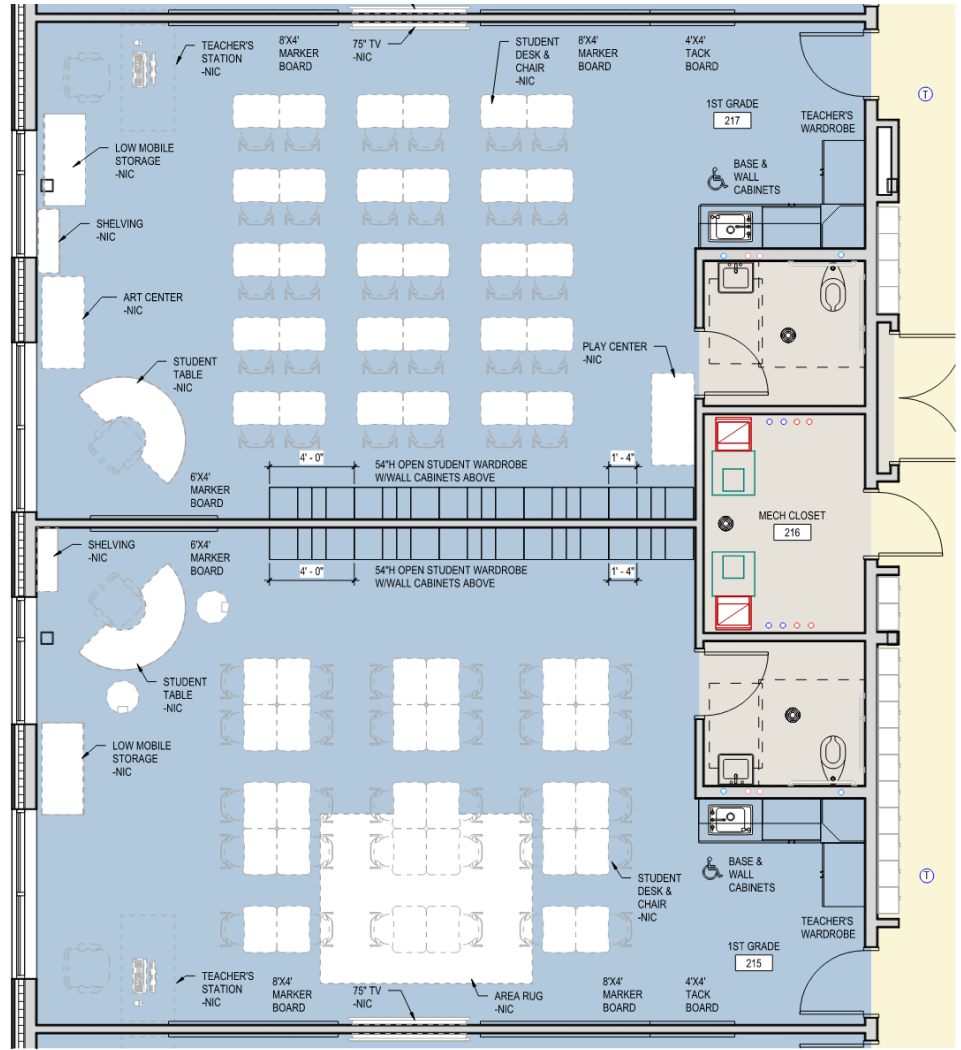 TEACHER'S
STATION
-NIC
8'X4'
MARKER
BOARD
75" TV
-NIC
STUDENT
DESK &
CHAIR
-NIC
8'X4'
MARKER
BOARD
4'X4'
TACK
BOARD
T
1ST GRADE
217
TEACHER'S
WARDROBE
LOW MOBILE
STORAGE
-NIC
BASE &
WALL
CABINETS
SHELVING
-NIC
ART CENTER
-NIC
STUDENT
TABLE
-NIC
PLAY CENTER
-NIC
6'X4'
MARKER
BOARD
4' - 0"
54"H OPEN STUDENT WARDROBE
W/WALL CABINETS ABOVE
1' - 4"
MECH CLOSET
216
SHELVING
-NIC
6'X4'
MARKER
BOARD
4' - 0"
54"H OPEN STUDENT WARDROBE
W/WALL CABINETS ABOVE
1' - 4"
STUDENT
TABLE
-NIC
LOW MOBILE
STORAGE
-NIC
STUDENT
DESK &
CHAIR
-NIC
BASE &
WALL
CABINETS
T
TEACHER'S
WARDROBE
1ST GRADE
215
TEACHER'S
STATION
-NIC
8'X4'
MARKER
BOARD
75" TV
-NIC
AREA RUG
-NIC
8'X4'
MARKER
BOARD
4'X4'
TACK
BOARD